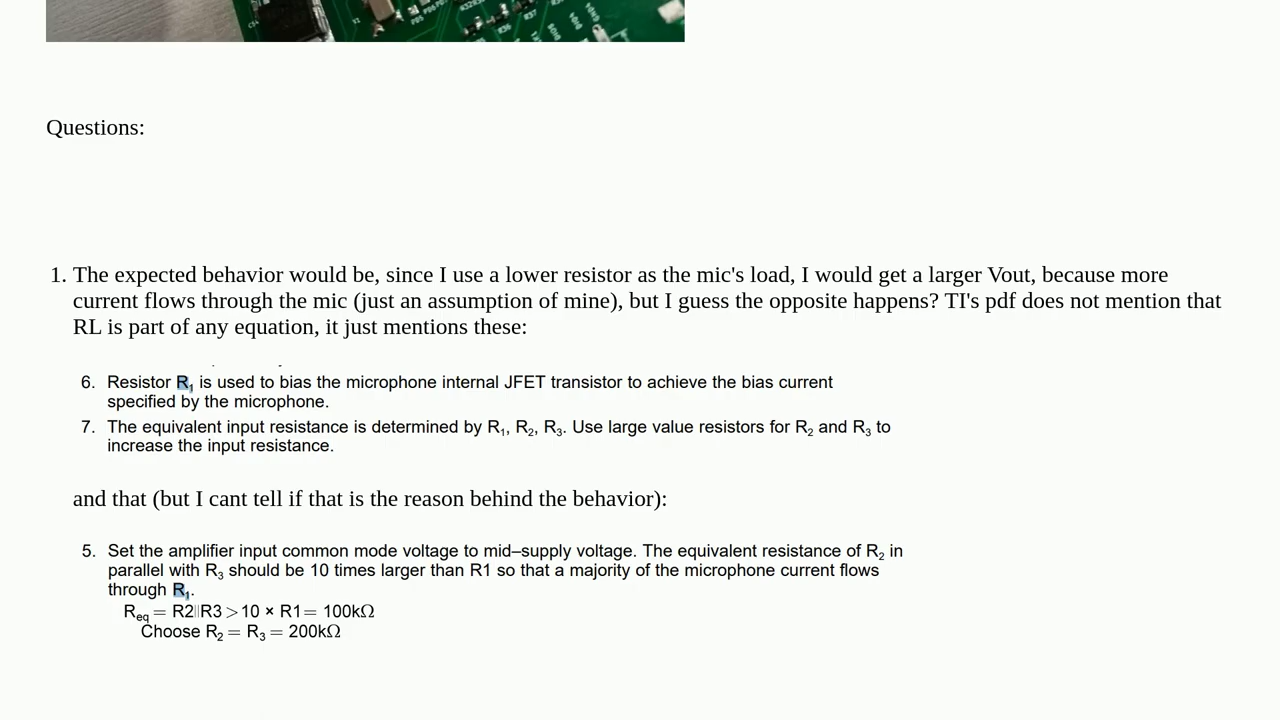 Questions:
1. The expected behavior would be, since I use a lower resistor as the mic's load, I would get a larger Vout, because more
current flows through the mic (just an assumption of mine), but I guess the opposite happens? TI's pdf does not mention that
RL is part of any equation, it just mentions these:
6. Resistor R1 is used to bias the microphone internal JFET transistor to achieve the bias current
specified by the microphone.
7. The equivalent input resistance is determined by R1, R2, R3. Use large value resistors for R2 and R3 to
increase the input resistance.
and that (but I cant tell if that is the reason behind the behavior):
5. Set the amplifier input common mode voltage to mid–supply voltage. The equivalent resistance of R2 in
parallel with R3 should be 10 times larger than R1 so that a majority of the microphone current flows
through R1.
Req = R2||R3 > 10 × R1 = 100kΩ
Choose R2 = R3 = 200kΩ